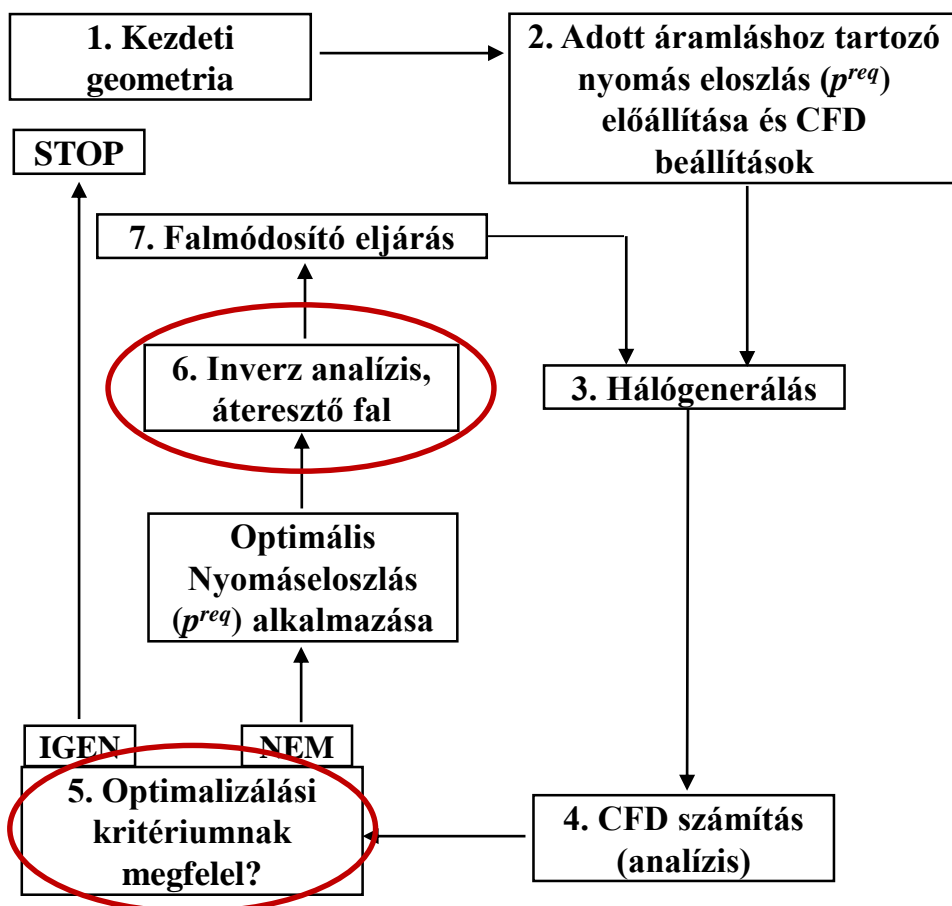 1. Kezdeti
geometria
2. Adott áramláshoz tartozó
nyomás eloszlás (p^req)
előállítása és CFD
beállítások
STOP
7. Falmódosító eljárás
6. Inverz analízis,
áteresztő fal
3. Hálógenerálás
Optimális
Nyomáseloszlás
(p^req) alkalmazása
IGEN
NEM
5. Optimalizálási
kritériumnak
megfelel?
4. CFD számítás
(analízis)